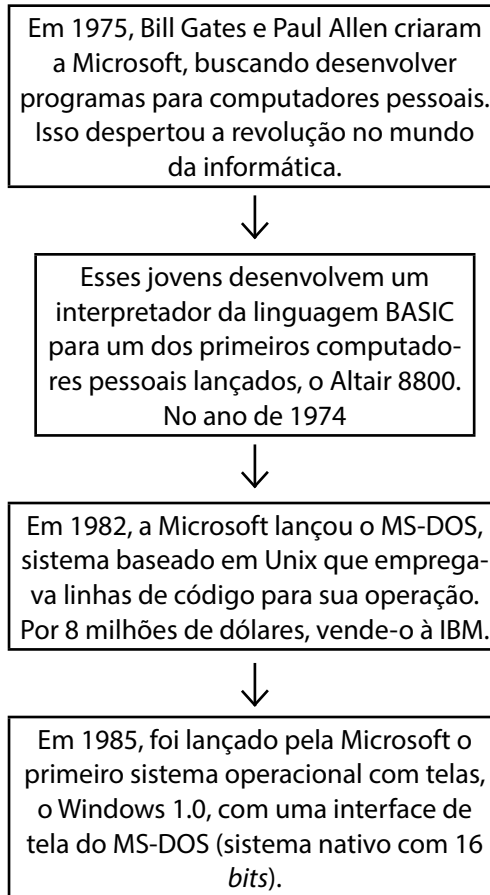 Em 1975, Bill Gates e Paul Allen criaram
a Microsoft, buscando desenvolver
programas para computadores pessoais.
Isso despertou a revolução no mundo
da informática.
Esses jovens desenvolvem um
interpretador da linguagem BASIC
para um dos primeiros computado-
res pessoais lançados, o Altair 8800.
No ano de 1974
Em 1982, a Microsoft lançou o MS-DOS,
sistema baseado em Unix que emprega-
va linhas de código para sua operação.
Por 8 milhões de dólares, vende-o à IBM.
Em 1985, foi lançado pela Microsoft o
primeiro sistema operacional com telas,
o Windows 1.0, com uma interface de
tela do MS-DOS (sistema nativo com 16
bits).